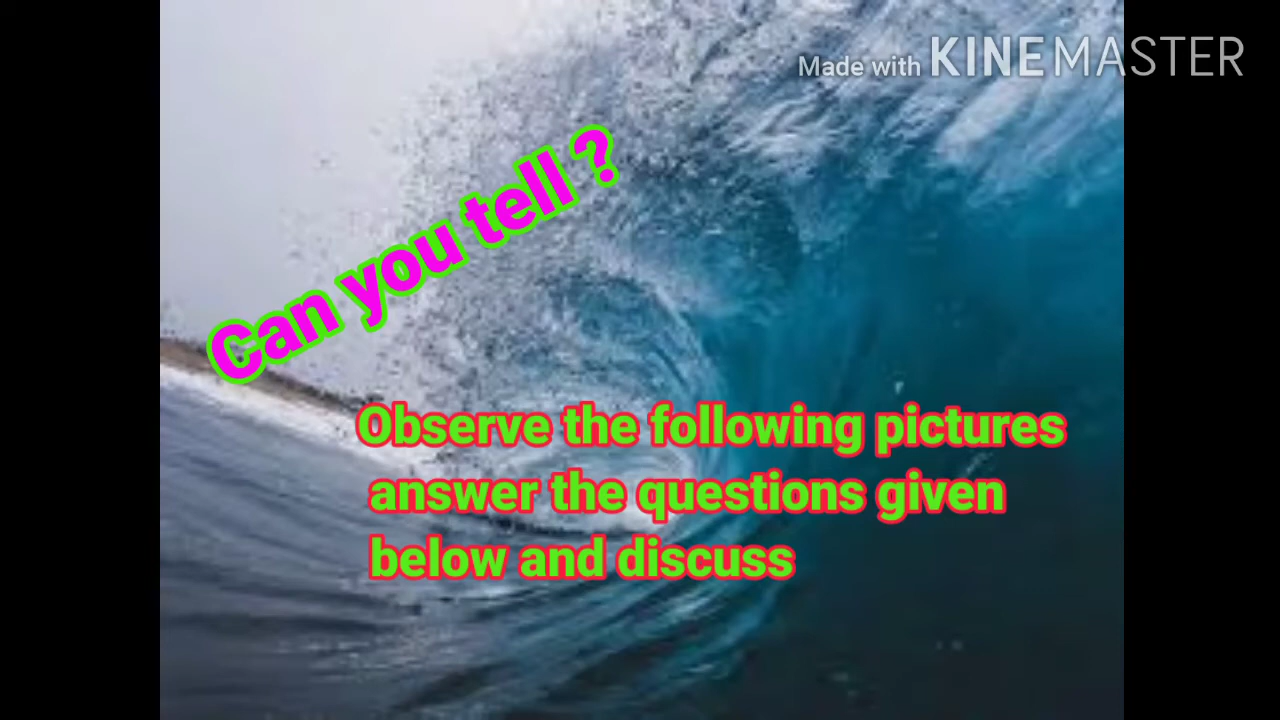 Made with KINEMASTER
Can you tell ?
Observe the following pictures
answer the questions given
below and discuss